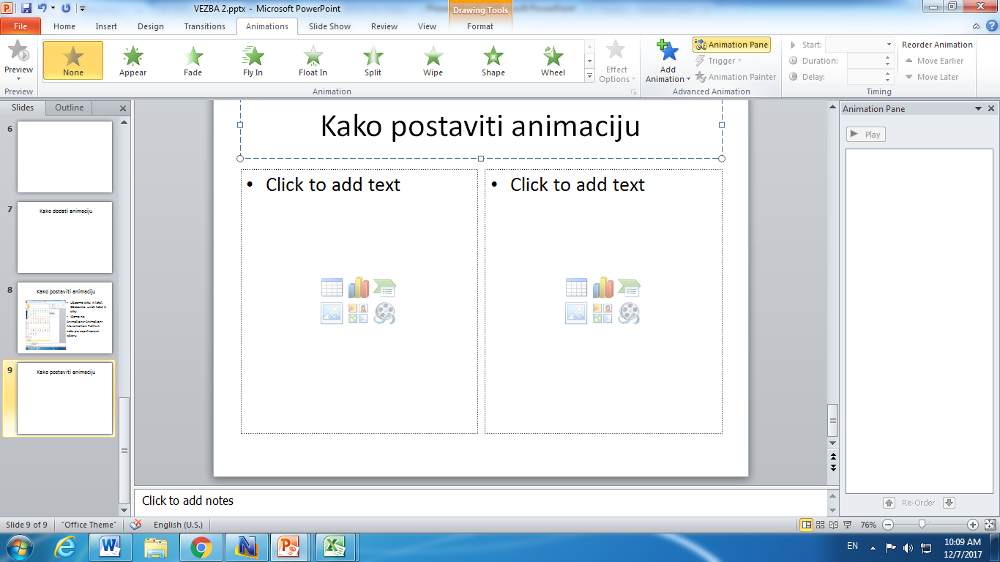 VEZBA 2.pptx - Microsoft PowerPoint
Drawing Tools
File Home Insert Design Transitions Animations Slide Show Review View Format
Preview
None Appear Fade Fly In Float In Split Wipe Shape Wheel
Effect Options
Add Animation
Animation Pane
Trigger
Animation Painter
Start:
Duration:
Delay:
Reorder Animation
Move Earlier
Move Later
Preview Animation Advanced Animation Timing
Slides Outline
6
7
Kako dodati animaciju
8
Kako postaviti animaciju
9
Kako postaviti animaciju
Kako postaviti animaciju
• Click to add text
• Click to add text
Click to add notes
Animation Pane
Play
Re-Order
Slide 9 of 9 "Office Theme" English (U.S.) 76%
EN
10:09 AM
12/7/2017